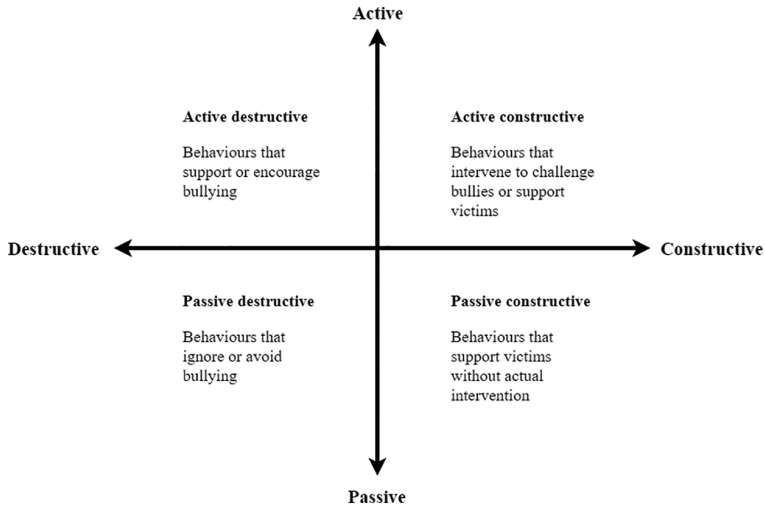 Active
Active destructive
Behaviours that
support or encourage
bullying
Active constructive
Behaviours that
intervene to challenge
bullies or support
victims
Destructive
Constructive
Passive destructive
Behaviours that
ignore or avoid
bullying
Passive constructive
Behaviours that
support victims
without actual
intervention
Passive